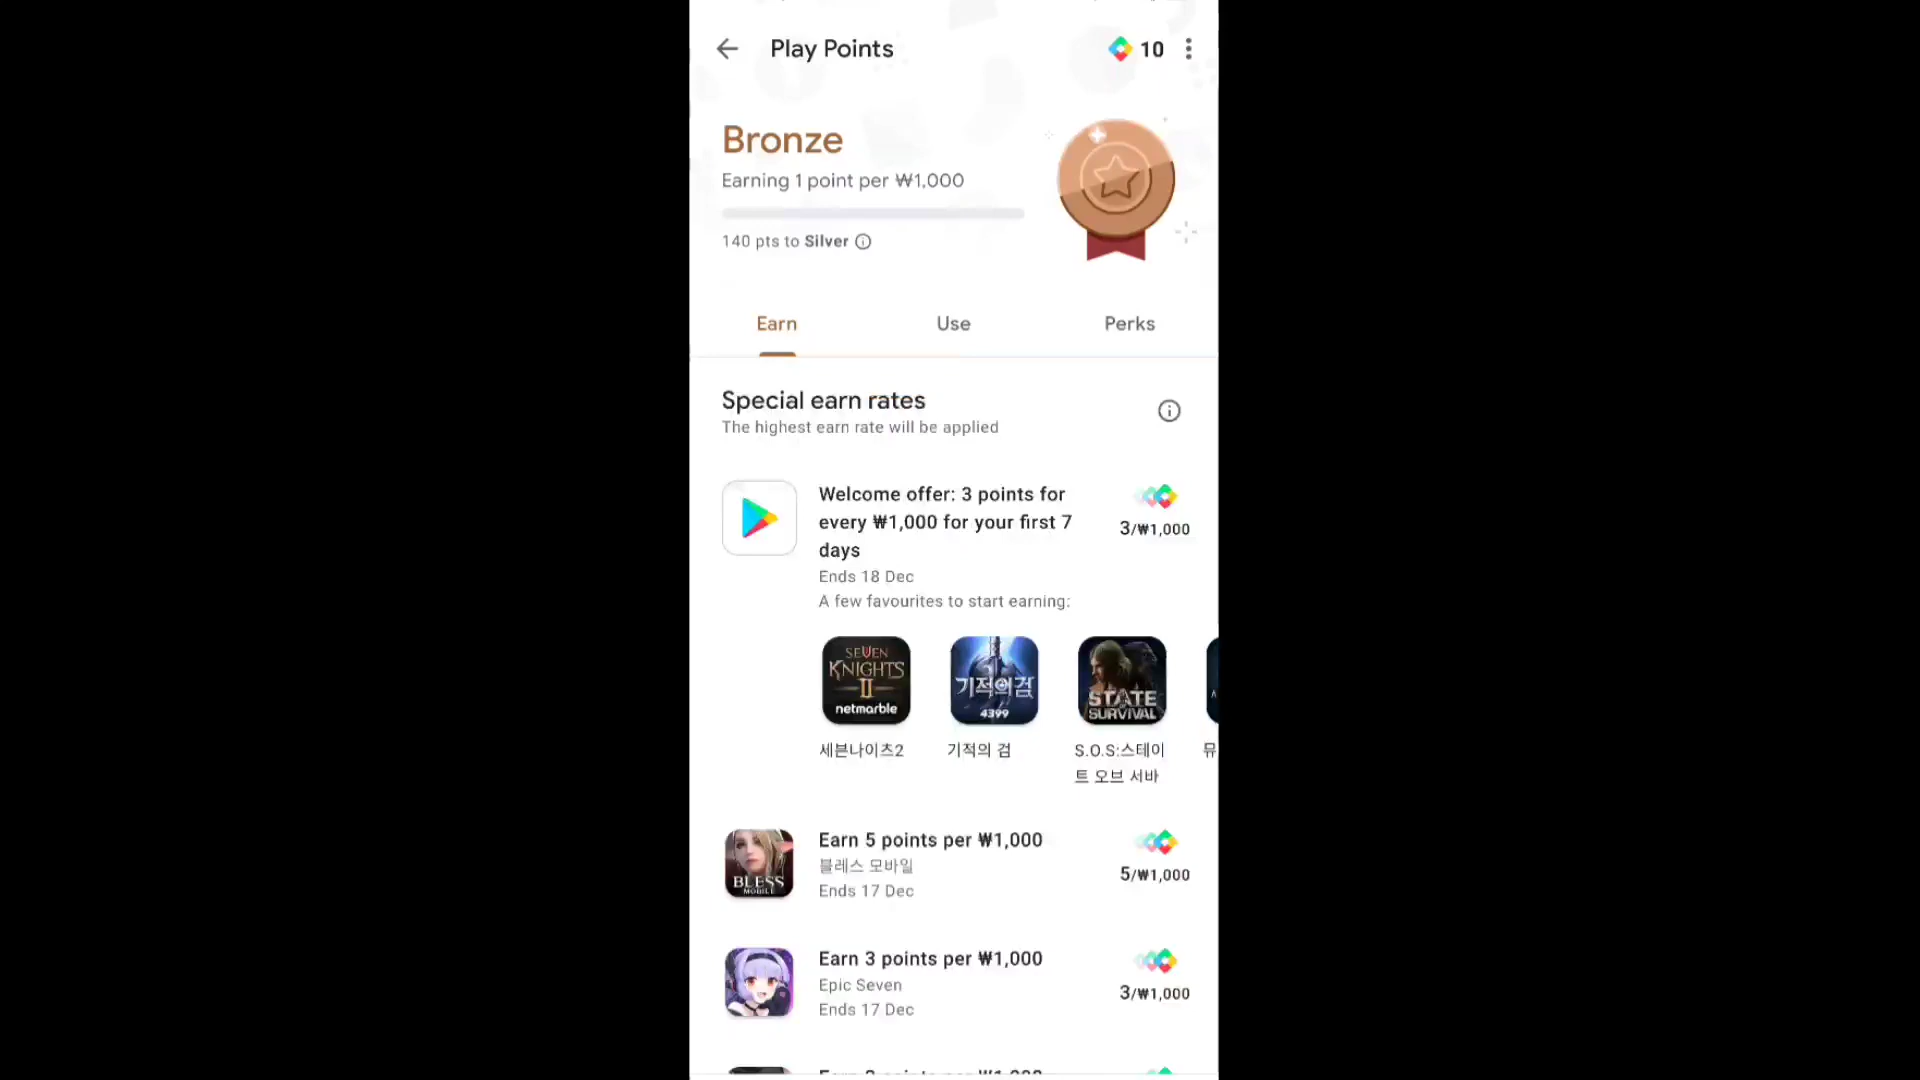 Play Points
10
Bronze
Earning 1 point per ₩1,000
140 pts to Silver
Earn
Use
Perks
Special earn rates
The highest earn rate will be applied
Welcome offer: 3 points for
every ₩1,000 for your first 7
days
3/₩1,000
Ends 18 Dec
A few favourites to start earning:
SEVEN
KNIGHTS
II
netmarble
기적의검
4399
STATE
OF
SURVIVAL
세븐나이츠2
기적의 검
S.O.S:스테이
트 오브 서바
뮤
BLESS
MOBILE
Earn 5 points per ₩1,000
블레스 모바일
Ends 17 Dec
5/₩1,000
Earn 3 points per ₩1,000
Epic Seven
Ends 17 Dec
3/₩1,000